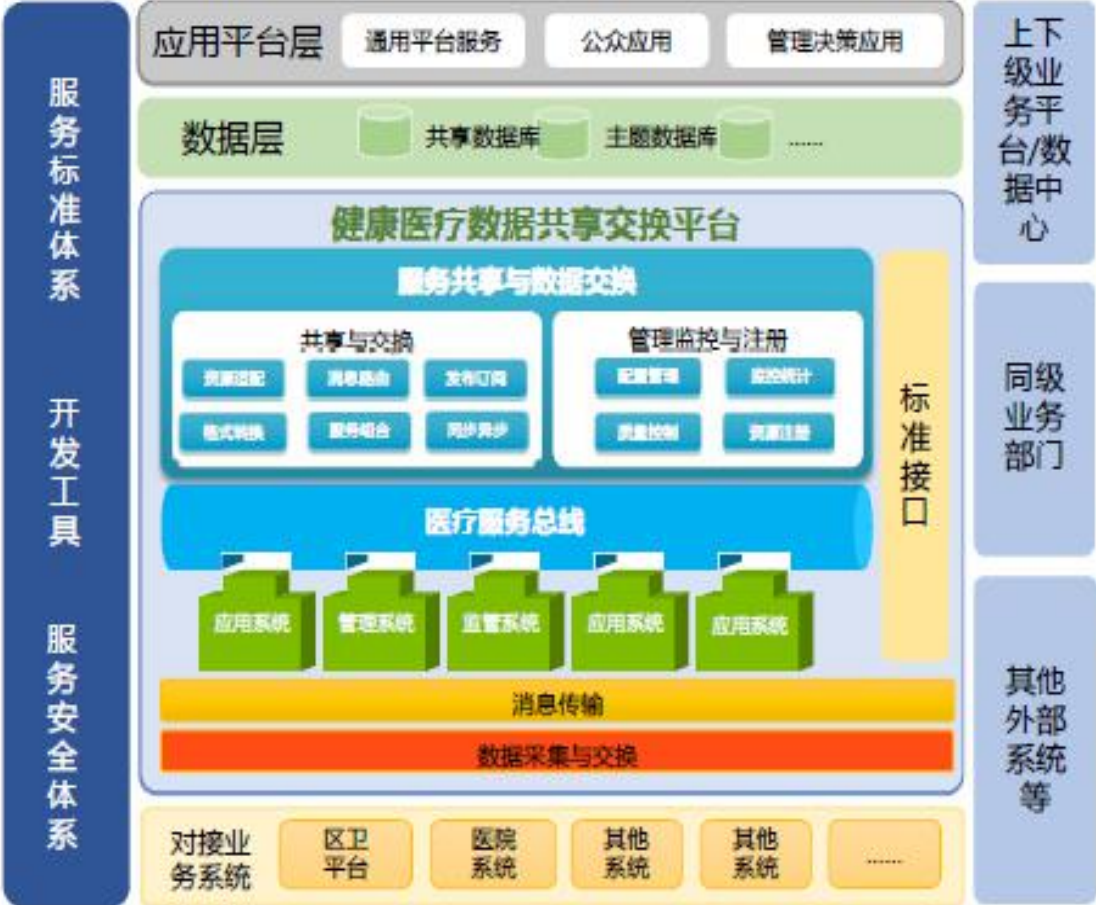 服务标准体系
开发工具
服务安全体系
应用平台层
通用平台服务
公众应用
管理决策应用
数据层
共享数据库
主题数据库
......
健康医疗数据共享交换平台
服务共享与数据交换
共享与交换
资源适配
消息路由
发布订阅
格式转换
服务组合
同步异步
管理监控与注册
配置管理
监控统计
质量控制
资源注册
标准接口
医疗服务总线
应用系统
管理系统
监管系统
应用系统
应用系统
消息传输
数据采集与交换
对接业
务系统
区卫
平台
医院
系统
其他
系统
其他
系统
......
上下
级业
务平
台/数
据中
心
同级
业务
部门
其他
外部
系统
等